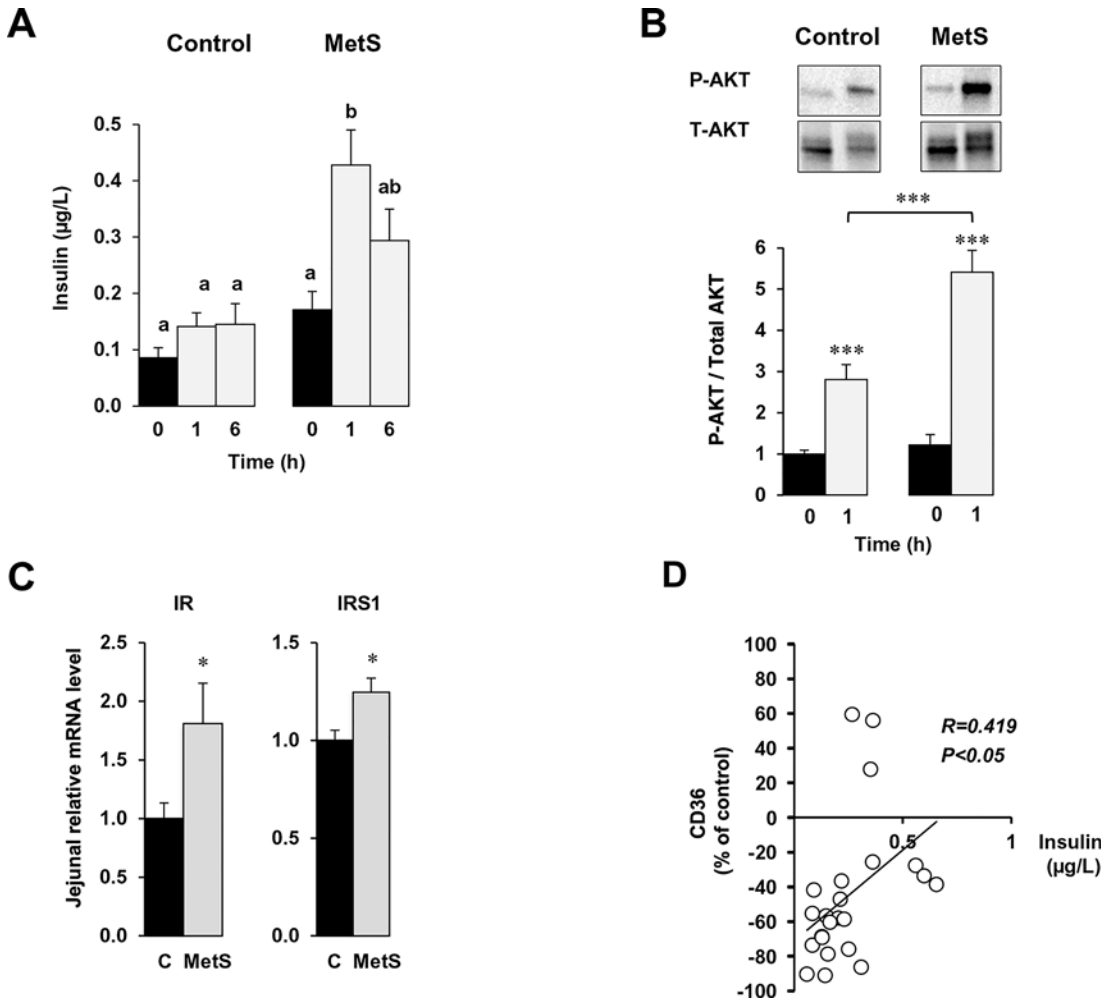 A
Control MetS
Insulin (µg/L)
0.5
0.4
0.3
0.2
0.1
0.0
a a a a b ab
0 1 6 0 1 6
Time (h)
B
Control MetS
P-AKT
T-AKT
***
P-AKT / Total AKT
6
5
4
3
2
1
0
*** ***
0 1 0 1
Time (h)
C
IR IRS1
Jejunal relative mRNA level
2.5
2.0
1.5
1.0
0.5
0.0
*
C MetS
1.5
1.0
0.5
0.0
*
C MetS
D
CD36
(% of control)
100
80
60
40
20
0
-20
-40
-60
-80
-100
R=0.419
P<0.05
0.5 1
Insulin
(µg/L)